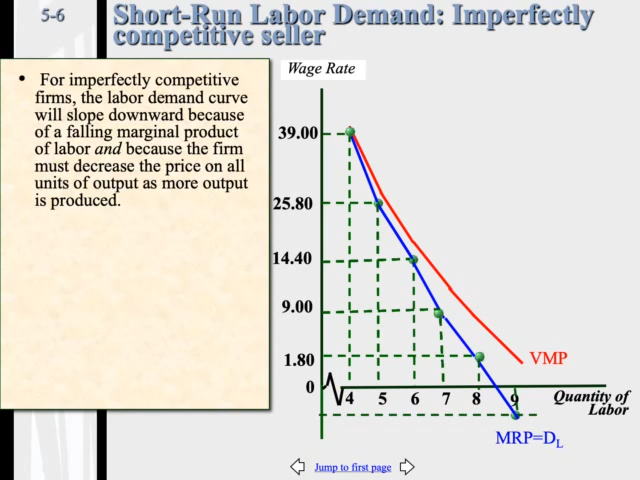 5-6
Short-Run Labor Demand: Imperfectly
competitive seller
• For imperfectly competitive
firms, the labor demand curve
will slope downward because
of a falling marginal product
of labor and because the firm
must decrease the price on all
units of output as more output
is produced.
Wage Rate
39.00
25.80
14.40
9.00
1.80
0
4 5 6 7 8 9
Quantity of
Labor
VMP
MRP=DL
Jump to first page